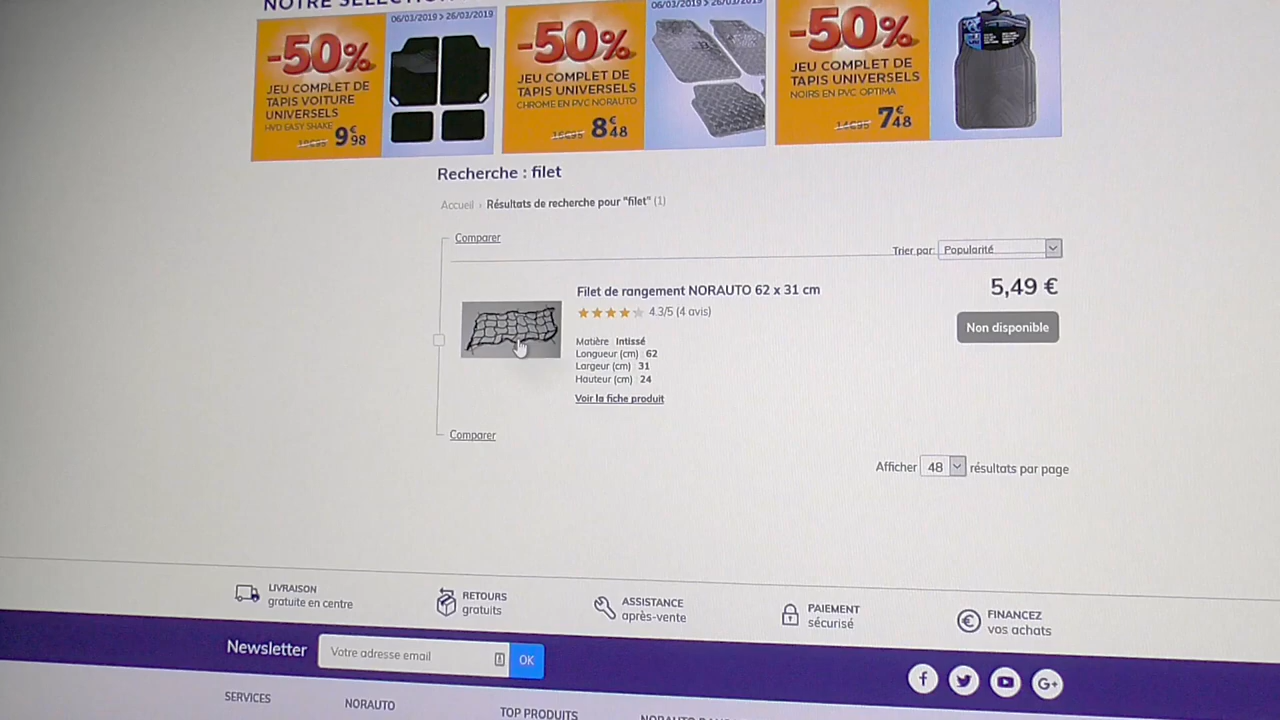 NOTRE SÉLECTION
06/03/2019 > 26/03/2019
-50%
JEU COMPLET DE
TAPIS VOITURE
UNIVERSELS
HVD EASY SHAKE
19€95
9€98
06/03/2019 > 26/03/2019
-50%
JEU COMPLET DE
TAPIS UNIVERSELS
CHROME EN PVC NORAUTO
16€95
8€48
-50%
JEU COMPLET DE
TAPIS UNIVERSELS
NOIRS EN PVC OPTIMA
14€95
7€48
Recherche : filet
Accueil › Résultats de recherche pour "filet" (1)
Comparer
Trier par: Popularité
Filet de rangement NORAUTO 62 x 31 cm
5,49 €
4.3/5 (4 avis)
Non disponible
Matière Intissé
Longueur (cm) 62
Largeur (cm) 31
Hauteur (cm) 24
Voir la fiche produit
Comparer
Afficher 48 résultats par page
LIVRAISON
gratuite en centre
RETOURS
gratuits
ASSISTANCE
après-vente
PAIEMENT
sécurisé
FINANCEZ
vos achats
Newsletter
Votre adresse email
OK
f
G+
SERVICES
NORAUTO
TOP PRODUITS
NORAUTO